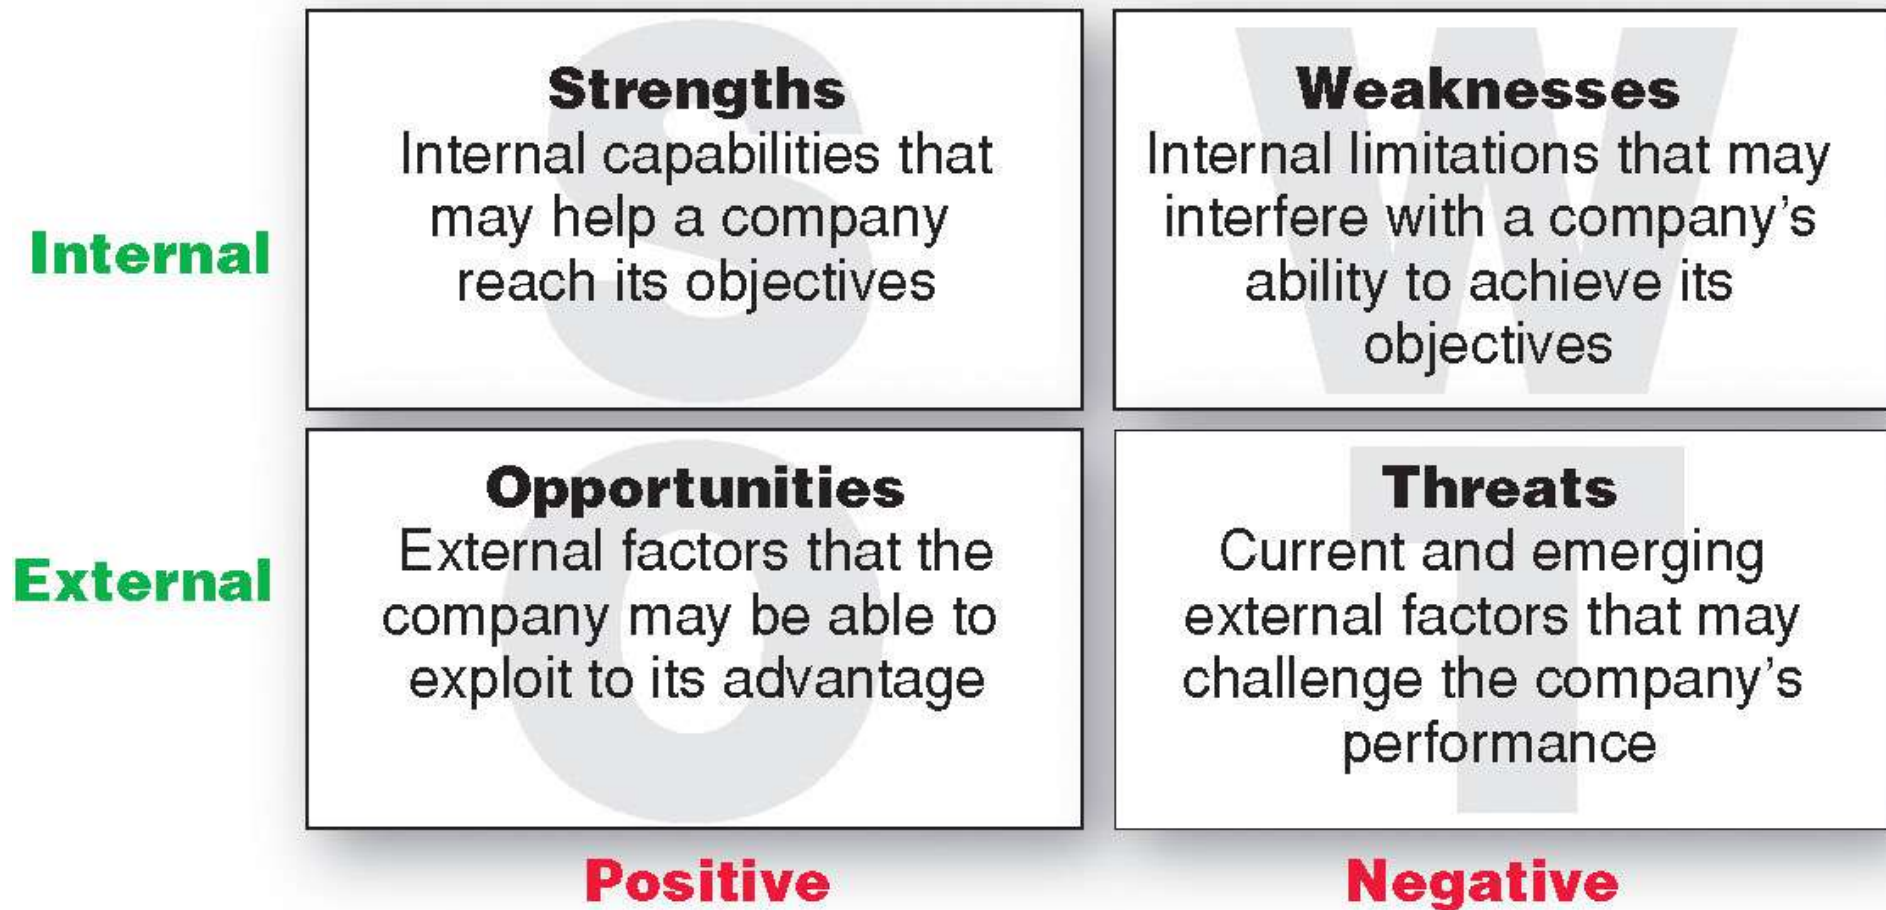 Strengths
Internal capabilities that
may help a company
reach its objectives
Weaknesses
Internal limitations that may
interfere with a company’s
ability to achieve its
objectives
Internal
Opportunities
External factors that the
company may be able to
exploit to its advantage
Threats
Current and emerging
external factors that may
challenge the company’s
performance
External
Positive
Negative
S
W
O
T